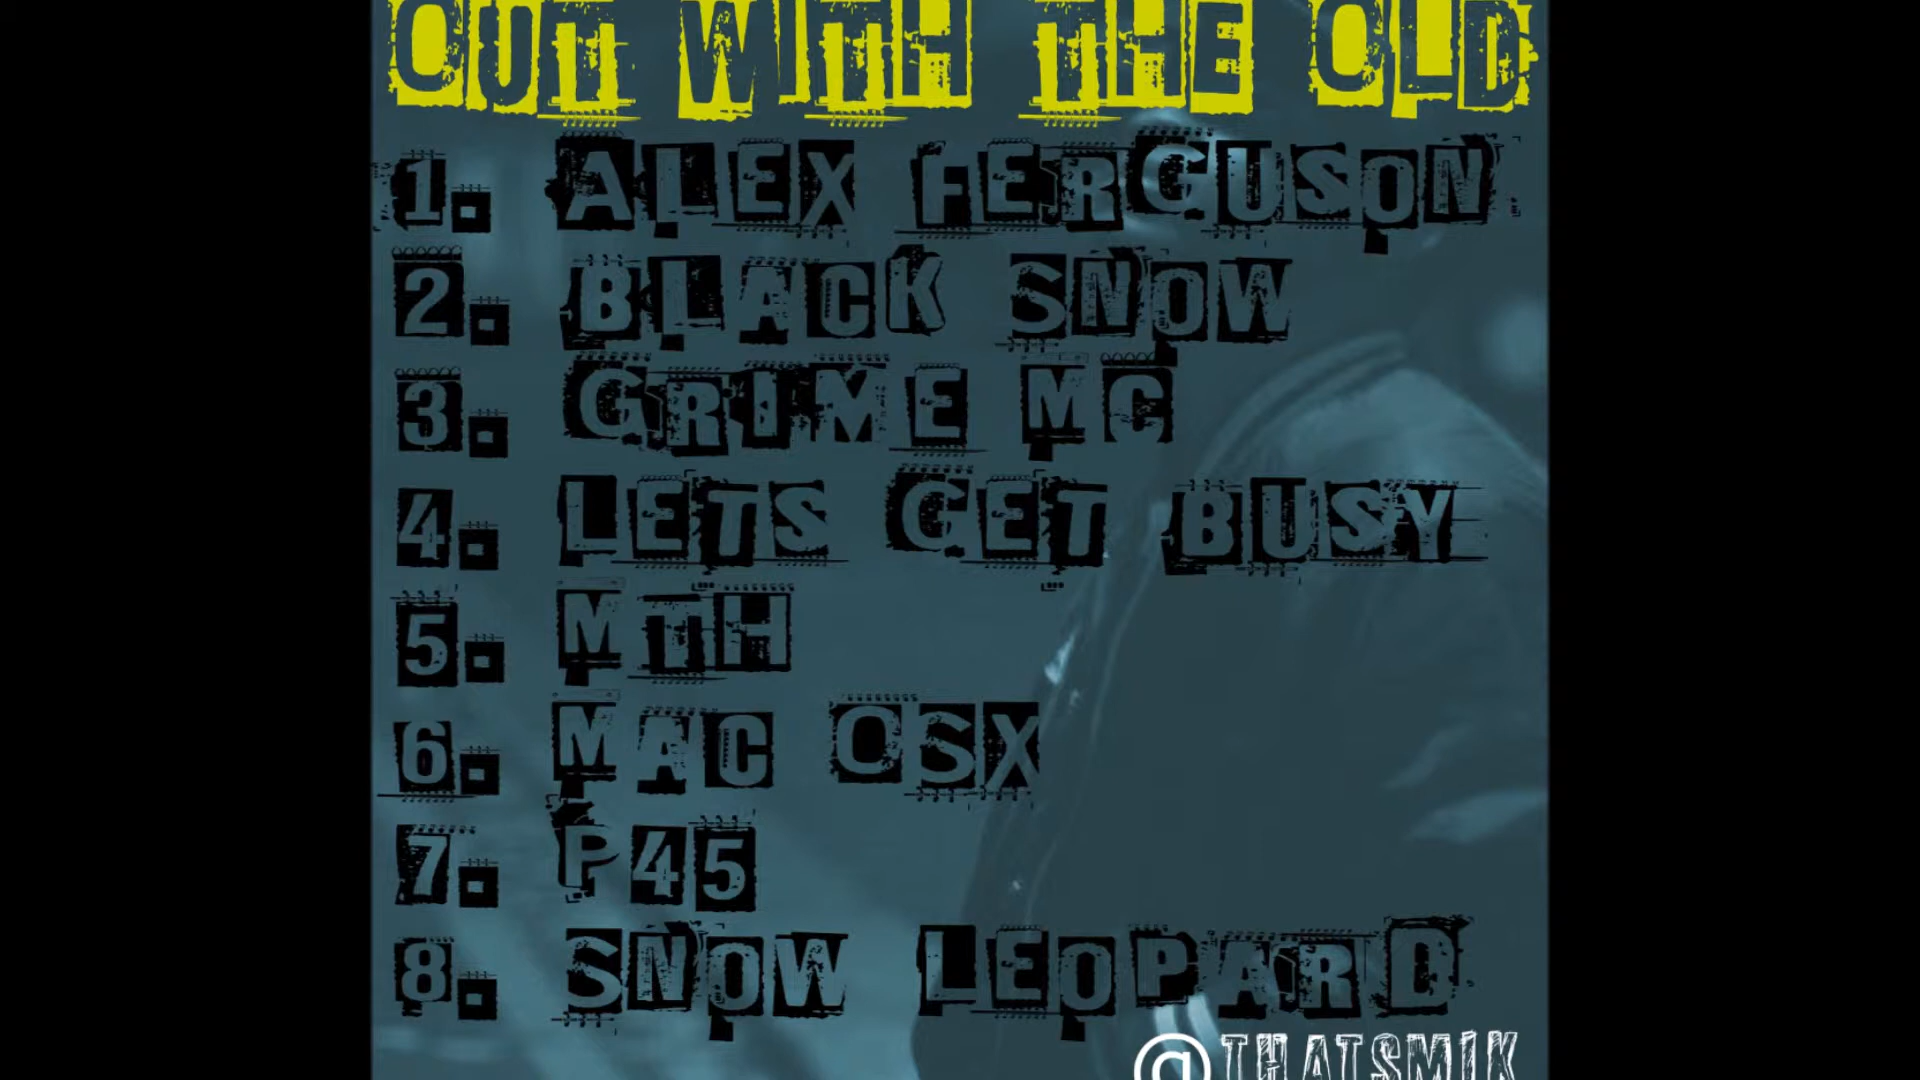 OUT WITH THE OLD
1. ALEX FERGUSON
2. BLACK SNOW
3. GRIME MC
4. LETS GET BUSY
5. MTH
6. MAC OSX
7. P45
8. SNOW LEOPARD
@THATSMIK